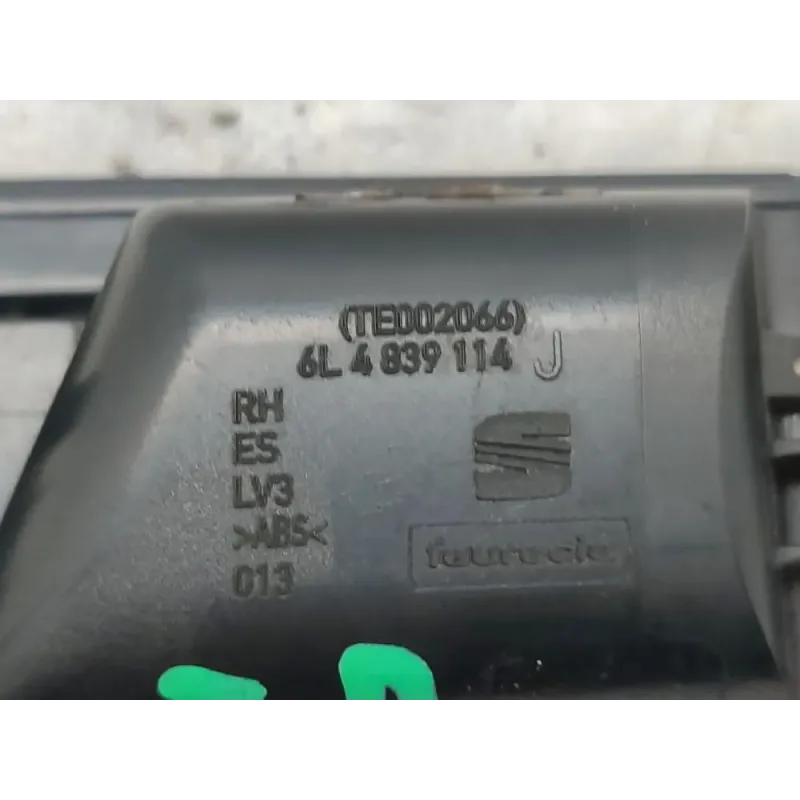 (TE002066)
6L 4 839 114 J
RH
ES
LV3
>ABS<
013
faurecia